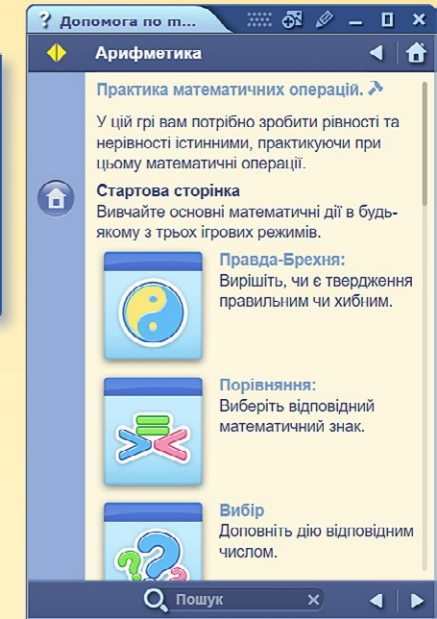 ? Допомога по m...
Арифметика
Практика математичних операцій.
У цій грі вам потрібно зробити рівності та
нерівності істинними, практикуючи при
цьому математичні операції.
Стартова сторінка
Вивчайте основні математичні дії в будь-
якому з трьох ігрових режимів.
Правда-Брехня:
Вирішіть, чи є твердження
правильним чи хибним.
Порівняння:
Виберіть відповідний
математичний знак.
Вибір
Доповніть дію відповідним
числом.
Пошук